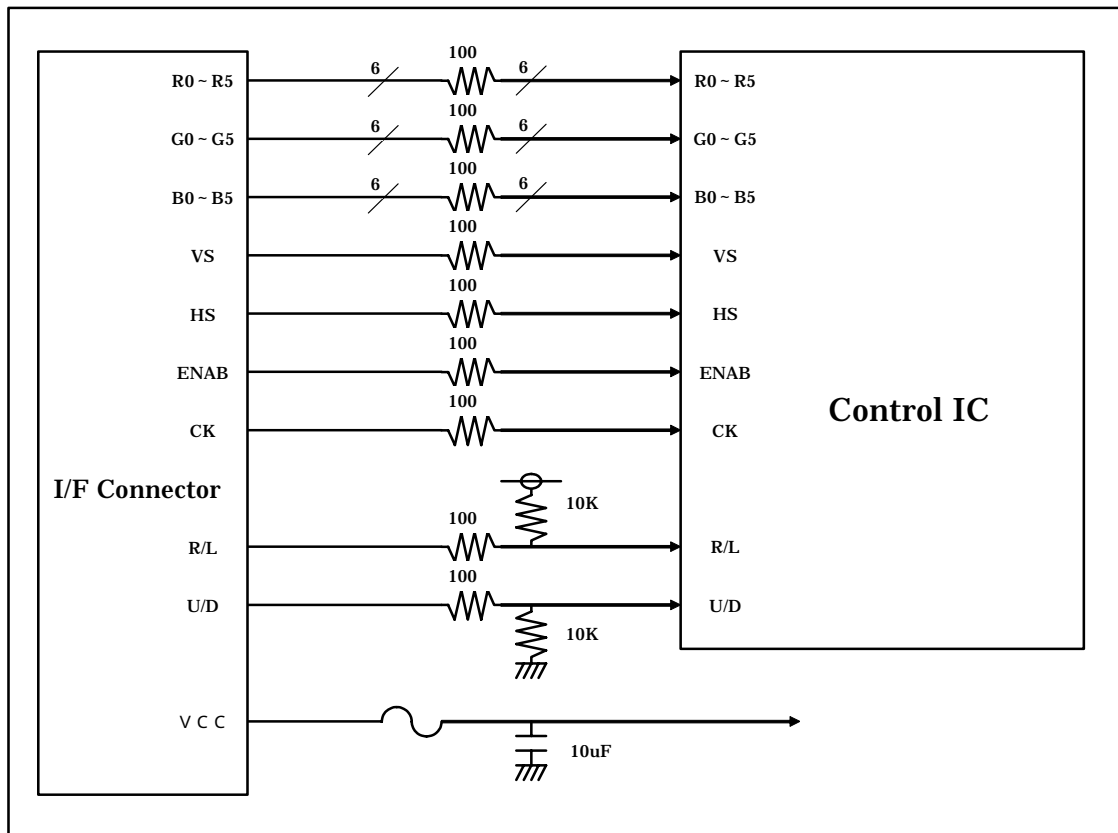 100
R0 ~ R5 6 6 R0 ~ R5
100
G0 ~ G5 6 6 G0 ~ G5
100
B0 ~ B5 6 6 B0 ~ B5
100
VS VS
100
HS HS
100
ENAB ENAB
100
CK CK
Control IC
I/F Connector
10K
100
R/L R/L
100
U/D U/D
10K
VCC
10uF